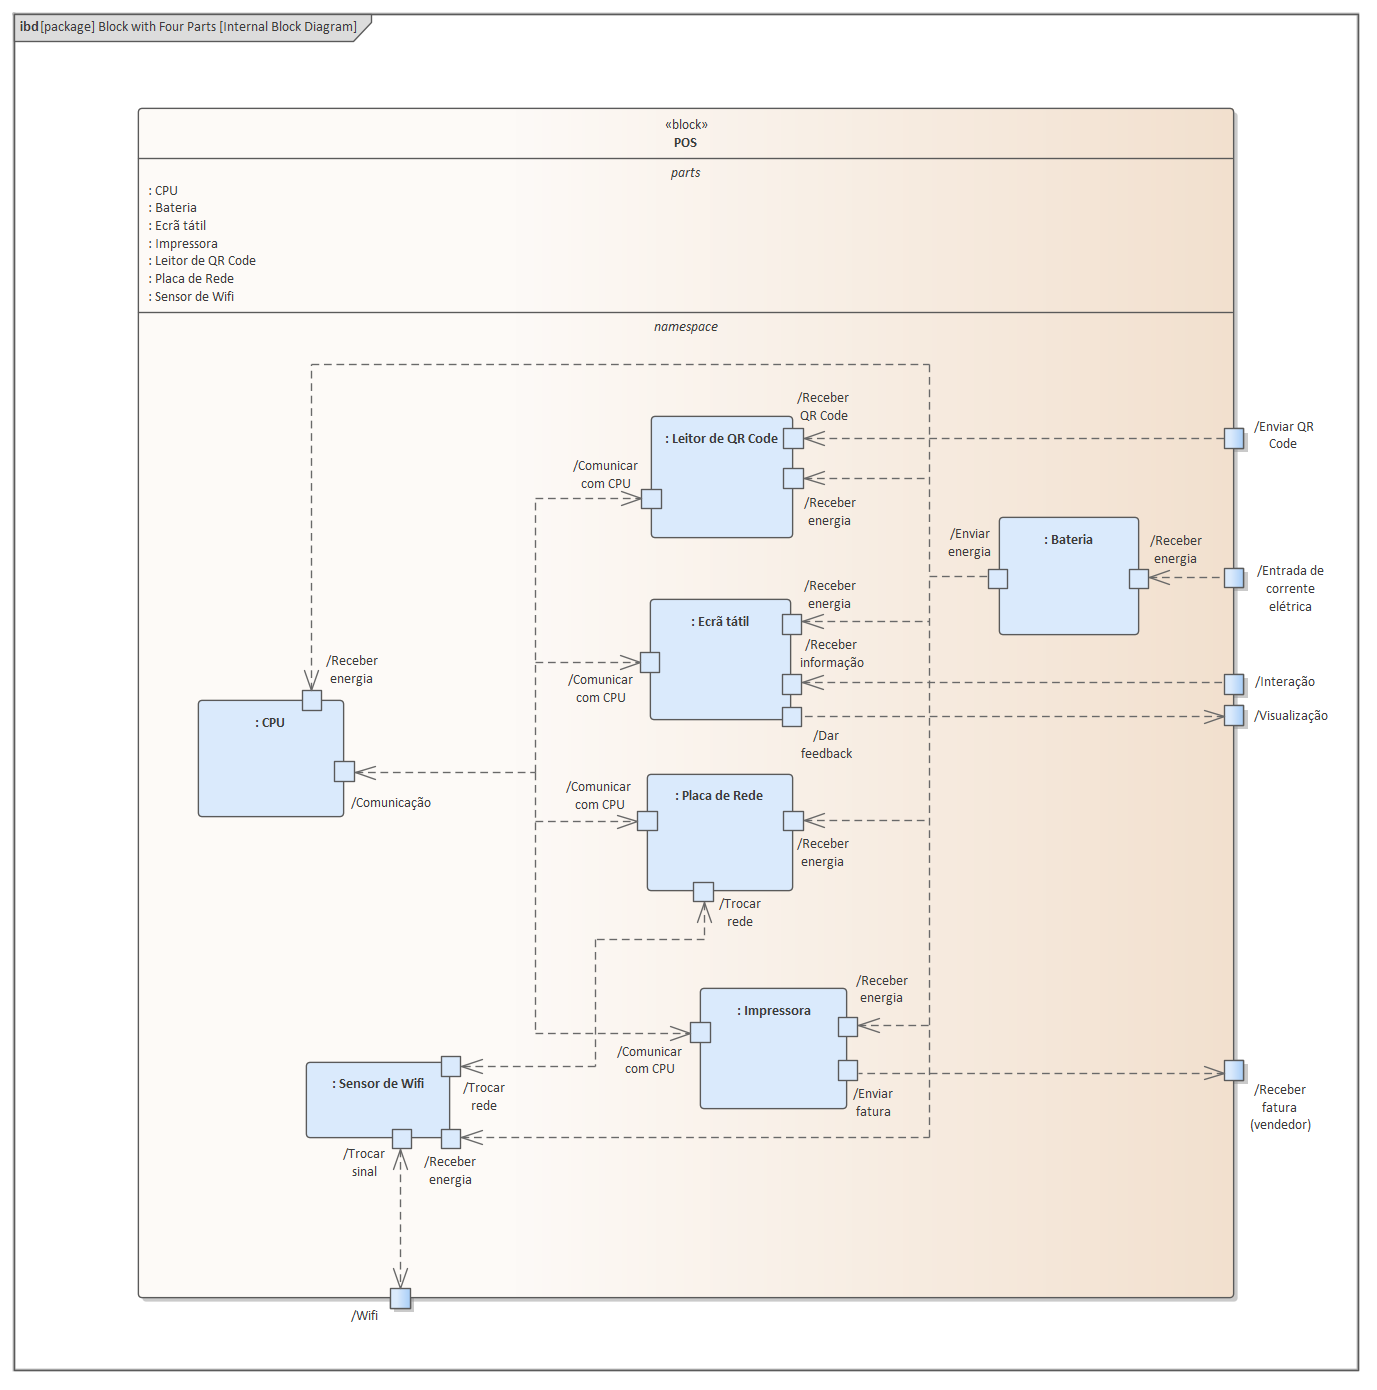 ibd [package] Block with Four Parts [Internal Block Diagram]
«block»
POS
parts
: CPU
: Bateria
: Ecrã tátil
: Impressora
: Leitor de QR Code
: Placa de Rede
: Sensor de Wifi
namespace
/Receber
QR Code
: Leitor de QR Code
/Enviar QR
Code
/Comunicar
com CPU
/Receber
energia
/Enviar
energia
: Bateria
/Receber
energia
/Entrada de
corrente
elétrica
/Receber
energia
: Ecrã tátil
/Receber
informação
/Comunicar
com CPU
/Interação
/Visualização
/Dar
feedback
/Receber
energia
: CPU
/Comunicação
/Comunicar
com CPU
: Placa de Rede
/Receber
energia
/Trocar
rede
/Receber
energia
: Impressora
/Comunicar
com CPU
/Enviar
fatura
/Receber
fatura
(vendedor)
: Sensor de Wifi
/Trocar
rede
/Trocar
sinal
/Receber
energia
/Wifi